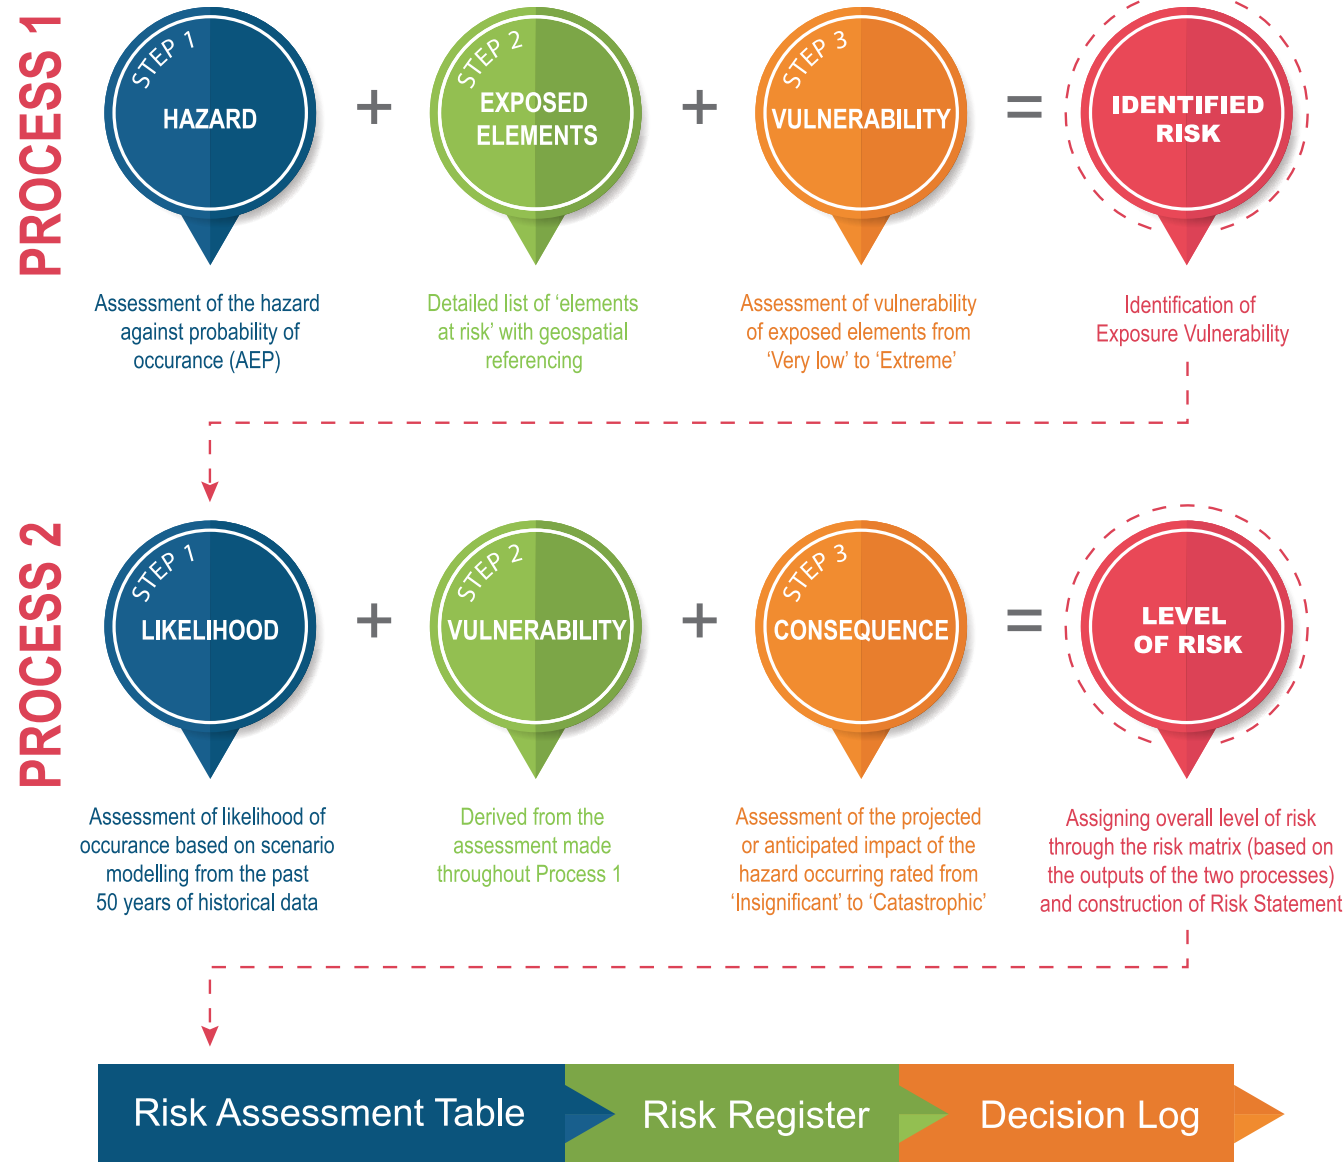 PROCESS 1
STEP 1
HAZARD
+
STEP 2
EXPOSED
ELEMENTS
+
STEP 3
VULNERABILITY
=
IDENTIFIED
RISK
Assessment of the hazard
against probability of
occurance (AEP)
Detailed list of ‘elements
at risk’ with geospatial
referencing
Assessment of vulnerability
of exposed elements from
‘Very low’ to ‘Extreme’
Identification of
Exposure Vulnerability
PROCESS 2
STEP 1
LIKELIHOOD
+
STEP 2
VULNERABILITY
+
STEP 3
CONSEQUENCE
=
LEVEL
OF RISK
Assessment of likelihood of
occurance based on scenario
modelling from the past
50 years of historical data
Derived from the
assessment made
throughout Process 1
Assessment of the projected
or anticipated impact of the
hazard occurring rated from
‘Insignificant’ to ‘Catastrophic’
Assigning overall level of risk
through the risk matrix (based on
the outputs of the two processes)
and construction of Risk Statement
Risk Assessment Table
Risk Register
Decision Log